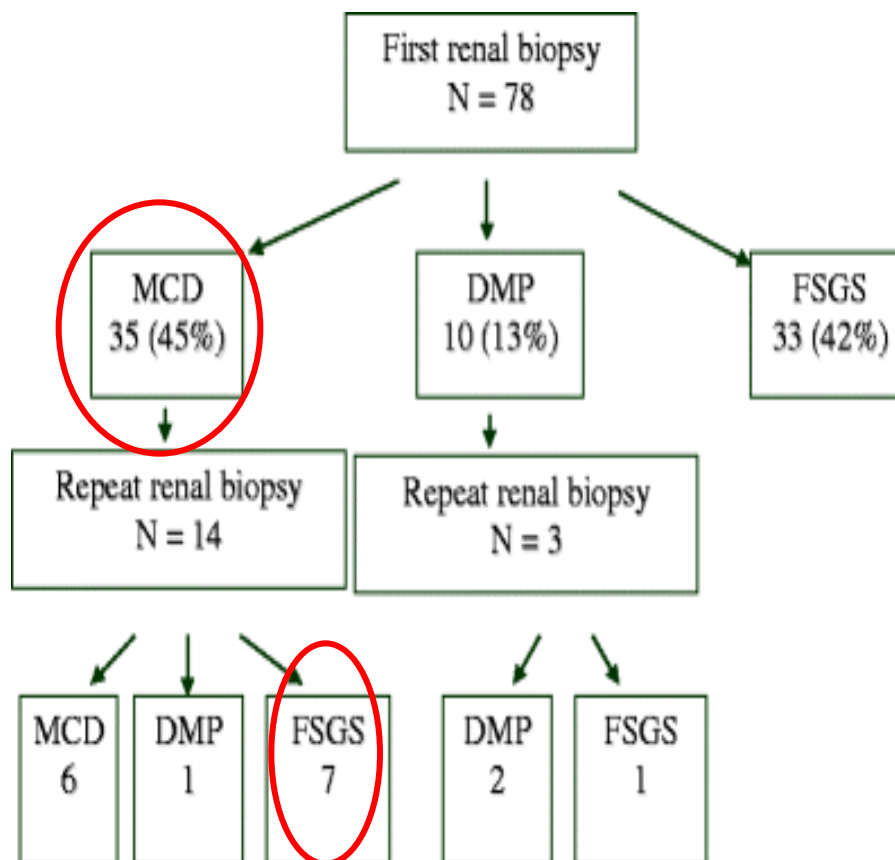 First renal biopsy
N = 78
MCD
35 (45%)
DMP
10 (13%)
FSGS
33 (42%)
Repeat renal biopsy
N = 14
Repeat renal biopsy
N = 3
MCD
6
DMP
1
FSGS
7
DMP
2
FSGS
1